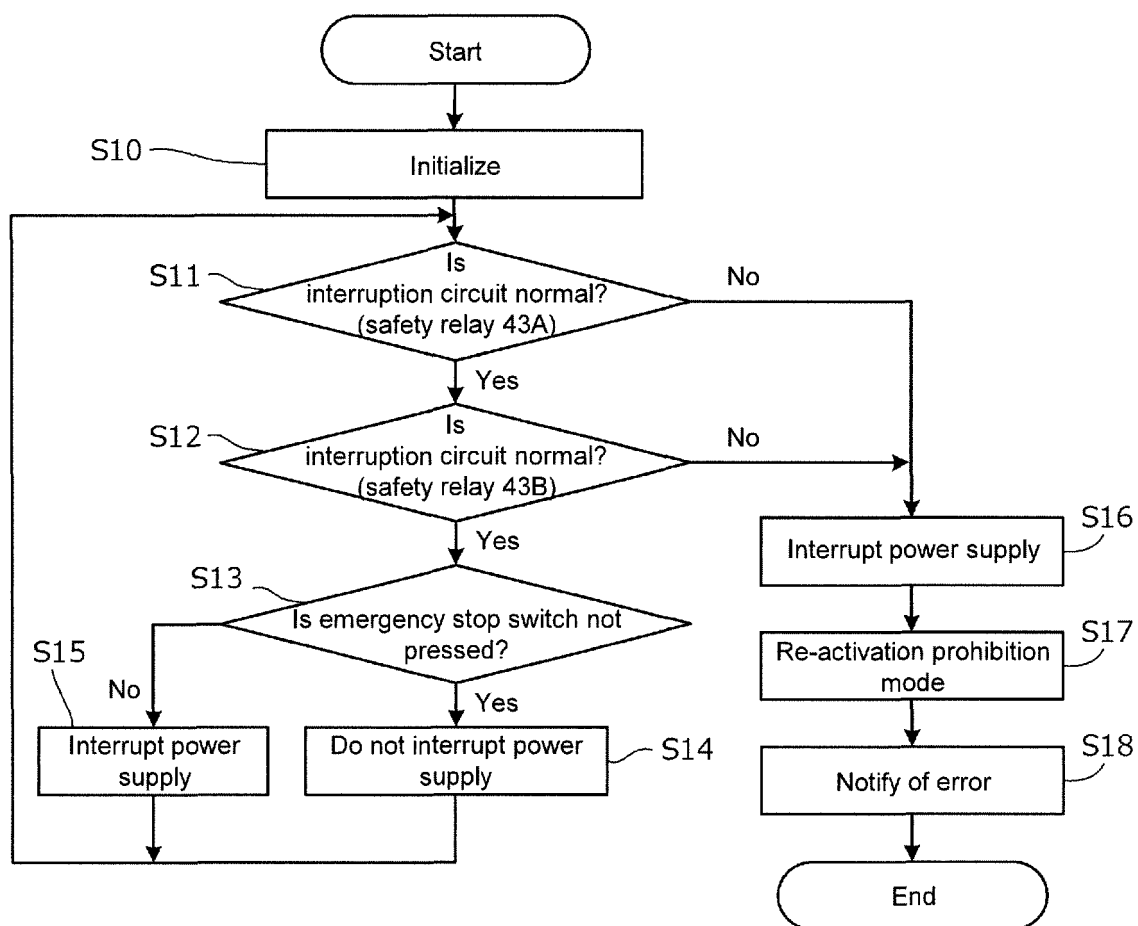 Start
S10
Initialize
S11
Is
interruption circuit normal?
(safety relay 43A)
No
Yes
S12
Is
interruption circuit normal?
(safety relay 43B)
No
Yes
S13
Is emergency stop switch not
pressed?
No
Yes
S15
Interrupt power
supply
Do not interrupt power
supply
S14
Interrupt power supply
S16
Re-activation prohibition
mode
S17
Notify of error
S18
End